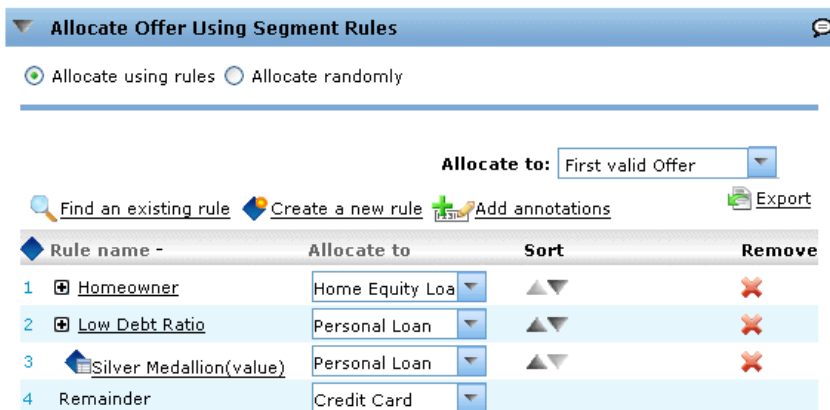 Allocate Offer Using Segment Rules
Allocate using rules Allocate randomly
Allocate to: First valid Offer
Find an existing rule Create a new rule Add annotations Export
Rule name - Allocate to Sort Remove
1 Homeowner Home Equity Loa
2 Low Debt Ratio Personal Loan
3 Silver Medallion(value) Personal Loan
4 Remainder Credit Card